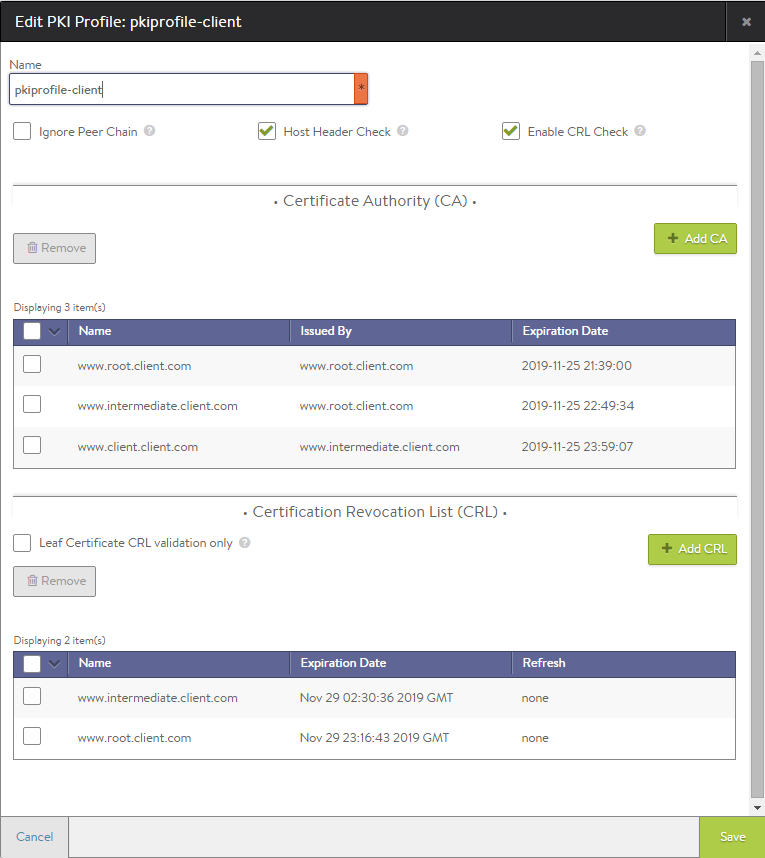 Edit PKI Profile: pkiprofile-client
Name
pkiprofile-client *
Ignore Peer Chain ? Host Header Check ? Enable CRL Check ?
• Certificate Authority (CA) •
Remove + Add CA
Displaying 3 item(s)
Name Issued By Expiration Date
www.root.client.com www.root.client.com 2019-11-25 21:39:00
www.intermediate.client.com www.root.client.com 2019-11-25 22:49:34
www.client.client.com www.intermediate.client.com 2019-11-25 23:59:07
• Certification Revocation List (CRL) •
Leaf Certificate CRL validation only ? + Add CRL
Remove
Displaying 2 item(s)
Name Expiration Date Refresh
www.intermediate.client.com Nov 29 02:30:36 2019 GMT none
www.root.client.com Nov 29 23:16:43 2019 GMT none
Cancel Save